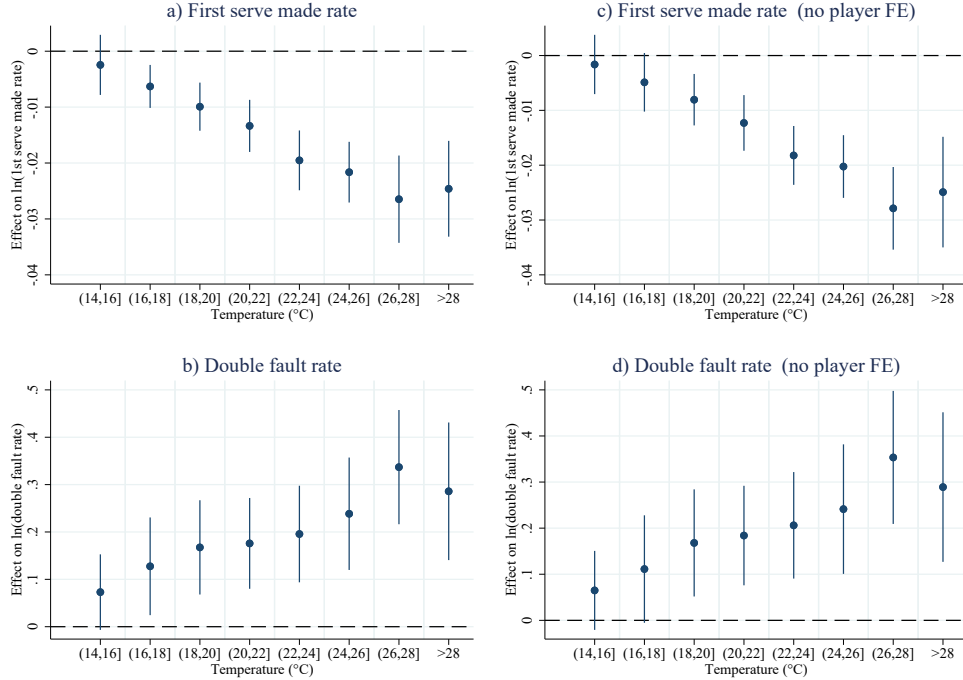 a) First serve made rate
Effect on ln(1st serve made rate)
0
-.01
-.02
-.03
-.04
(14,16] (16,18] (18,20] (20,22] (22,24] (24,26] (26,28] >28
Temperature (°C)
c) First serve made rate (no player FE)
Effect on ln(1st serve made rate)
0
-.01
-.02
-.03
-.04
(14,16] (16,18] (18,20] (20,22] (22,24] (24,26] (26,28] >28
Temperature (°C)
b) Double fault rate
Effect on ln(double fault rate)
.5
.4
.3
.2
.1
0
(14,16] (16,18] (18,20] (20,22] (22,24] (24,26] (26,28] >28
Temperature (°C)
d) Double fault rate (no player FE)
Effect on ln(double fault rate)
.5
.4
.3
.2
.1
0
(14,16] (16,18] (18,20] (20,22] (22,24] (24,26] (26,28] >28
Temperature (°C)